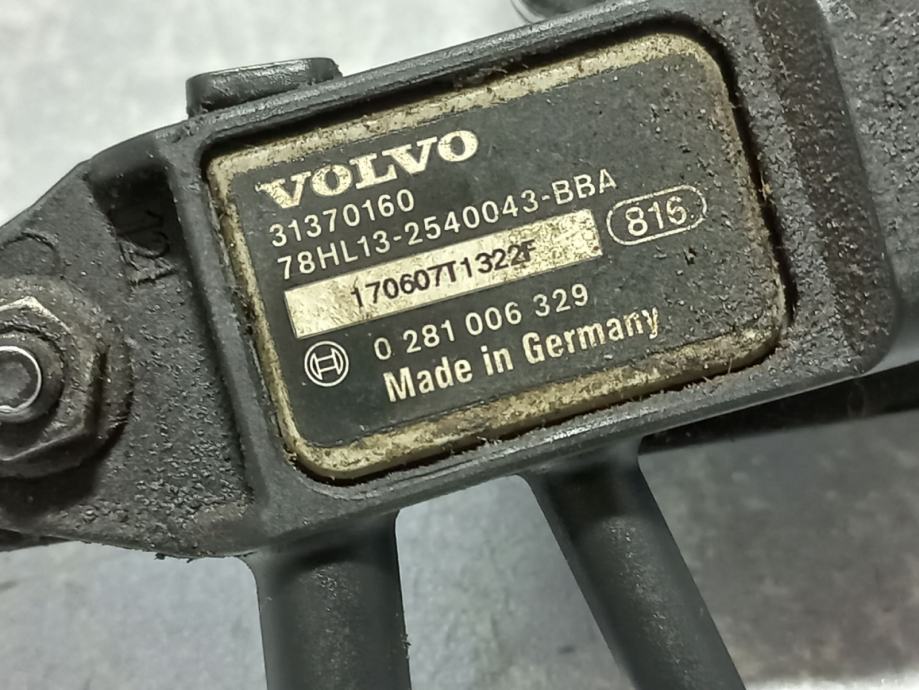 VOLVO
31370160
78HL13-2540043-BBA
816
170607T1322F
0 281 006 329
Made in Germany